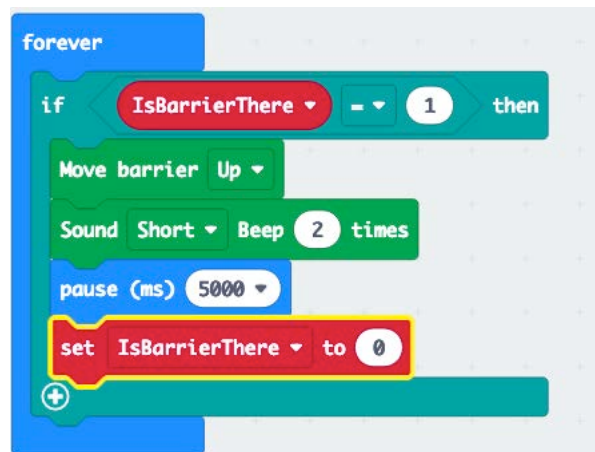 forever
if IsBarrierThere = 1 then
Move barrier Up
Sound Short Beep 2 times
pause (ms) 5000
set IsBarrierThere to 0